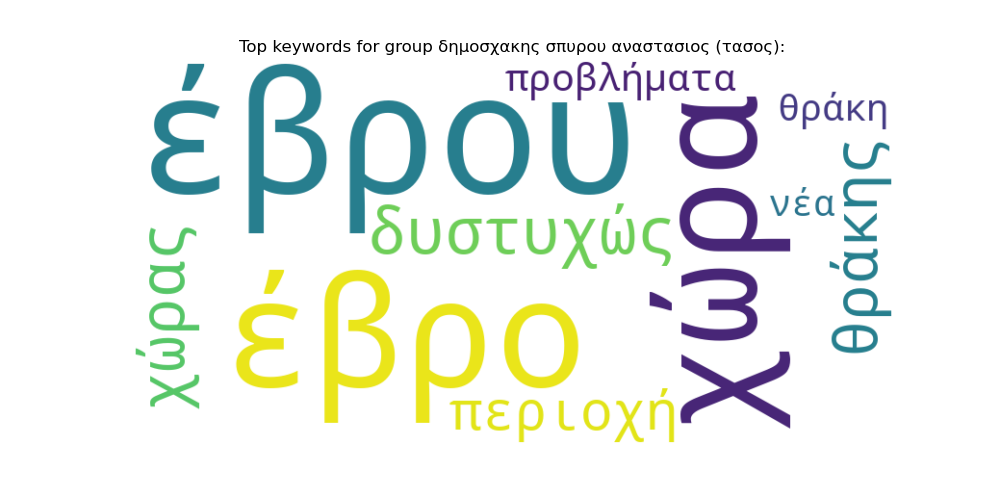 Top keywords for group δημοσχακης σπυρου αναστασιος (τασος):
έβρου
προβλήματα
χώρα
θράκη
νέα
θράκης
δυστυχώς
χώρας
έβρο
περιοχή